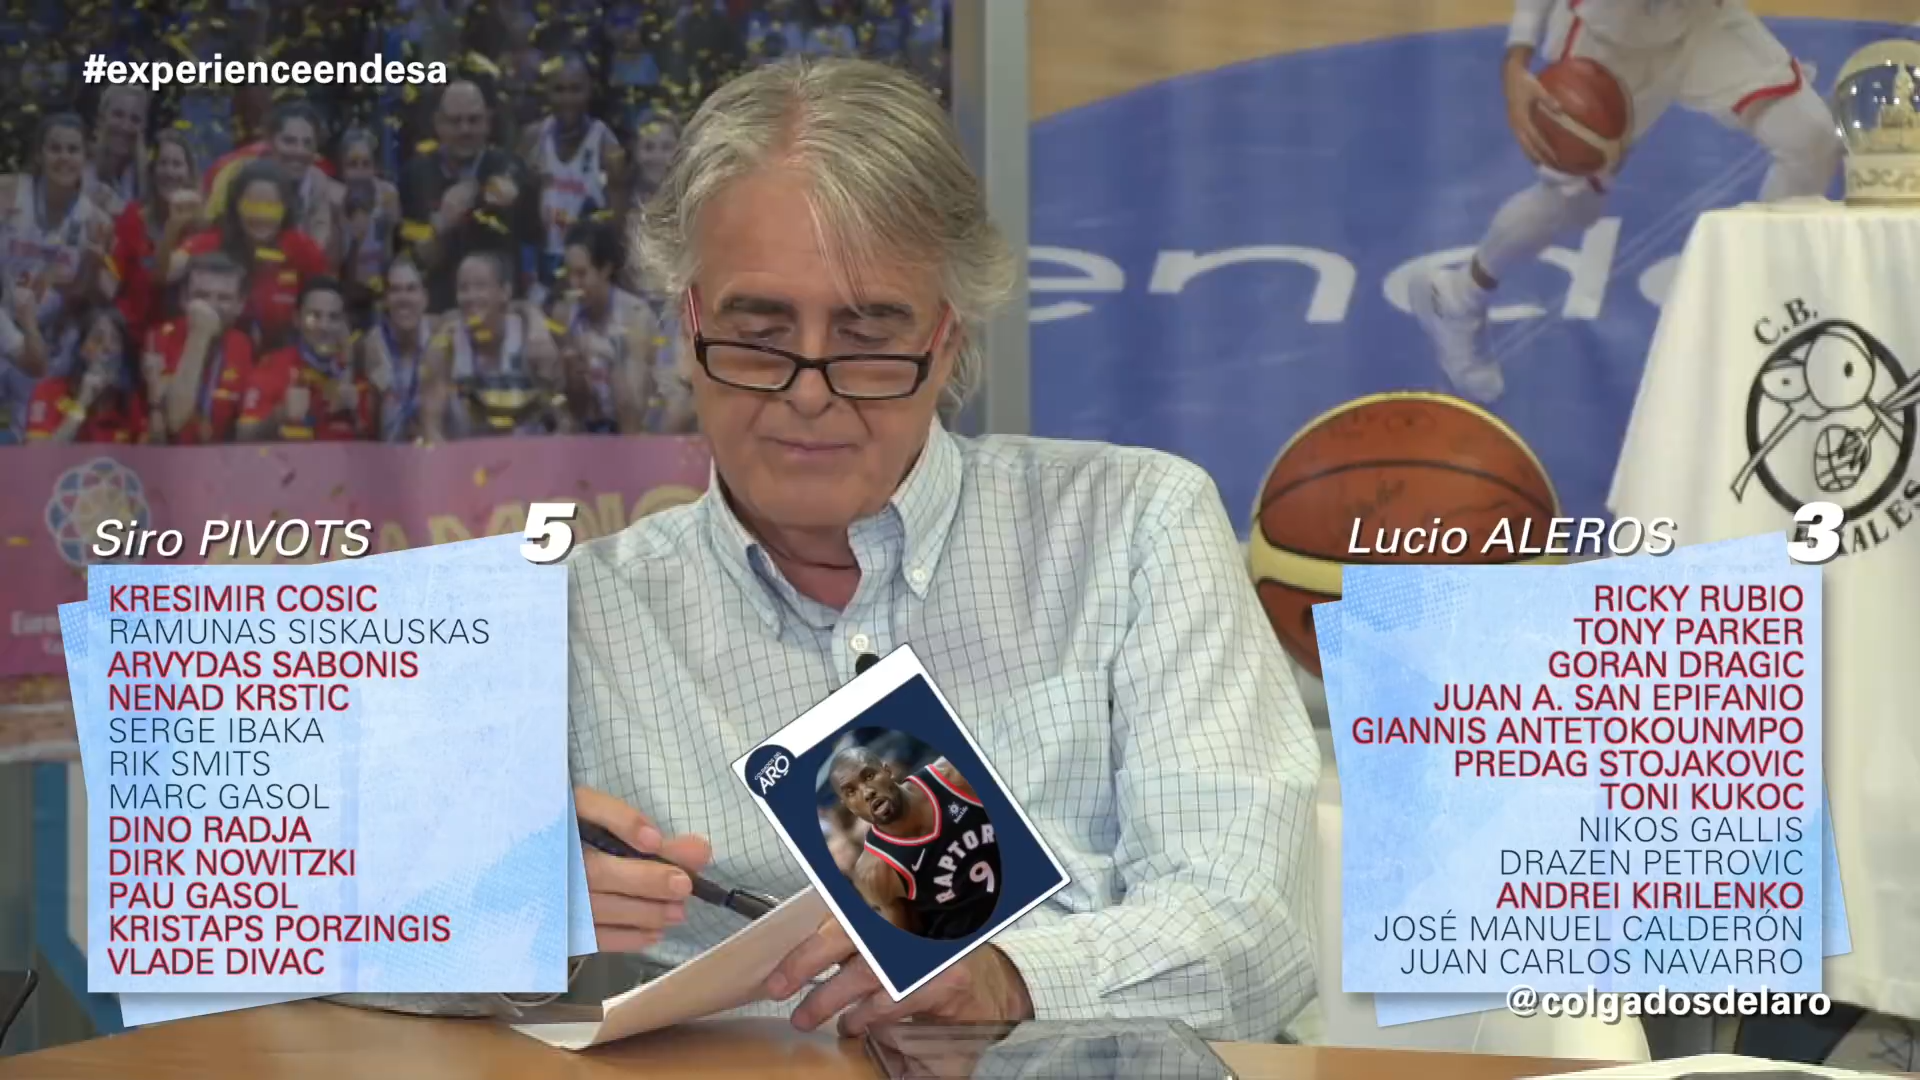 #experienceendesa
endesa
C.B.
Siro PIVOTS
5
KRESIMIR COSIC
RAMUNAS SISKAUSKAS
ARVYDAS SABONIS
NENAD KRSTIC
SERGE IBAKA
RIK SMITS
MARC GASOL
DINO RADJA
DIRK NOWITZKI
PAU GASOL
KRISTAPS PORZINGIS
VLADE DIVAC
ARO
RAPTOR
9
Lucio ALEROS
3
RICKY RUBIO
TONY PARKER
GORAN DRAGIC
JUAN A. SAN EPIFANIO
GIANNIS ANTETOKOUNMPO
PREDAG STOJAKOVIC
TONI KUKOC
NIKOS GALLIS
DRAZEN PETROVIC
ANDREI KIRILENKO
JOSÉ MANUEL CALDERÓN
JUAN CARLOS NAVARRO
@colgadosdelaro